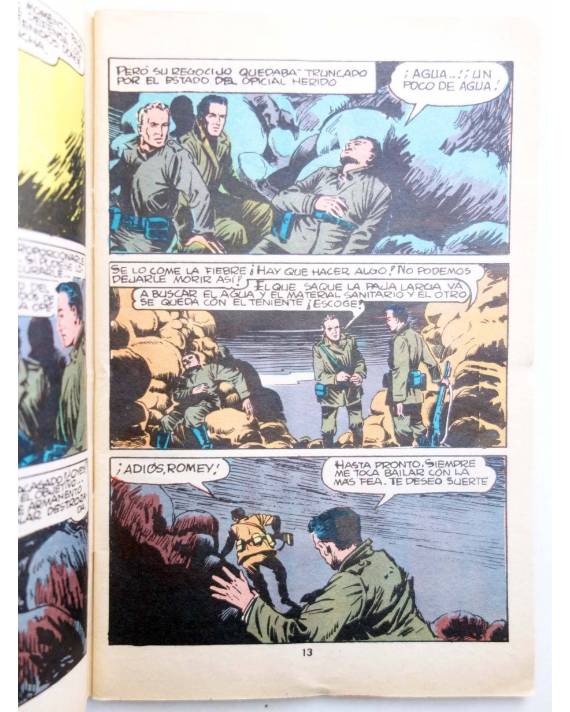 MOMENTO
PERO SU REGOCIJO QUEDABA TRUNCADO
POR EL ESTADO DEL OFICIAL HERIDO
¡AGUA...!¡UN
POCO DE AGUA!
SE LO COME LA FIEBRE ¡HAY QUE HACER ALGO! NO PODEMOS
DEJARLE MORIR ASÍ!
EL QUE SAQUE LA PAJA LARGA VÁ
A BUSCAR EL AGUA Y EL MATERIAL SANITARIO Y EL OTRO
SE QUEDA CON EL TENIENTE ¡ESCOGE!
¡ADIÓS, ROMEY!
HASTA PRONTO. SIEMPRE
ME TOCA BAILAR CON LA
MÁS FEA. TE DESEO SUERTE
13